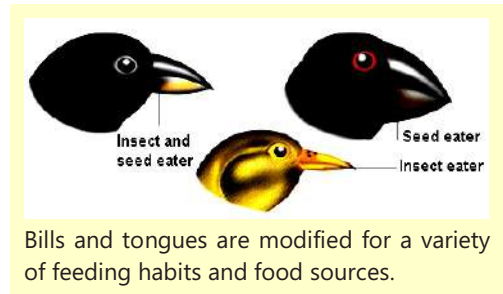 Insect and
seed eater
Seed eater
Insect eater
Bills and tongues are modified for a variety
of feeding habits and food sources.